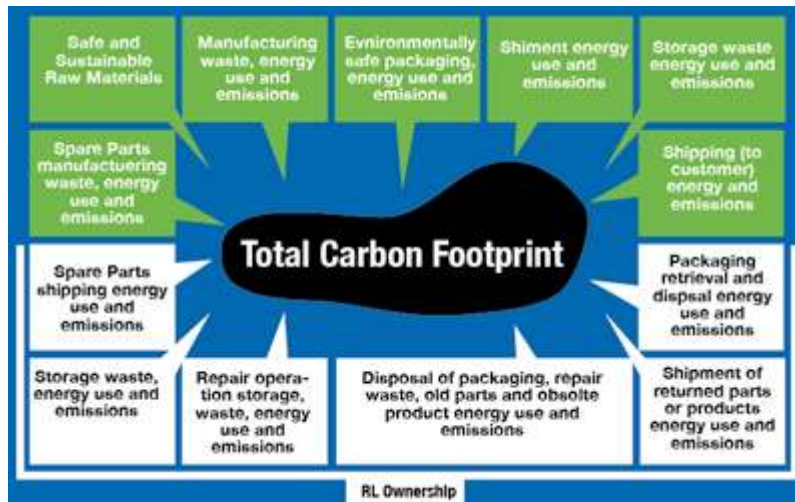 Safe and
Sustainable
Raw Materials
Manufacturing
waste, energy
use and
emissions
Evnironmentally
safe packaging,
energy use and
emissions
Shiment energy
use and
emissions
Storage waste
energy use and
emissions
Spare Parts
manufactuering
waste, energy
use and
emissions
Shipping (to
customer)
energy and
emissions
Total Carbon Footprint
Spare Parts
shipping energy
use and
emissions
Packaging
retrieval and
dispsal energy
use and
emissions
Storage waste,
energy use and
emissions
Repair opera-
tion storage,
waste, energy
use and
emissions
Disposal of packaging, repair
waste, old parts and obsolte
product energy use and
emissions
Shipment of
returned parts
or products
energy use and
emissions
RL Ownership